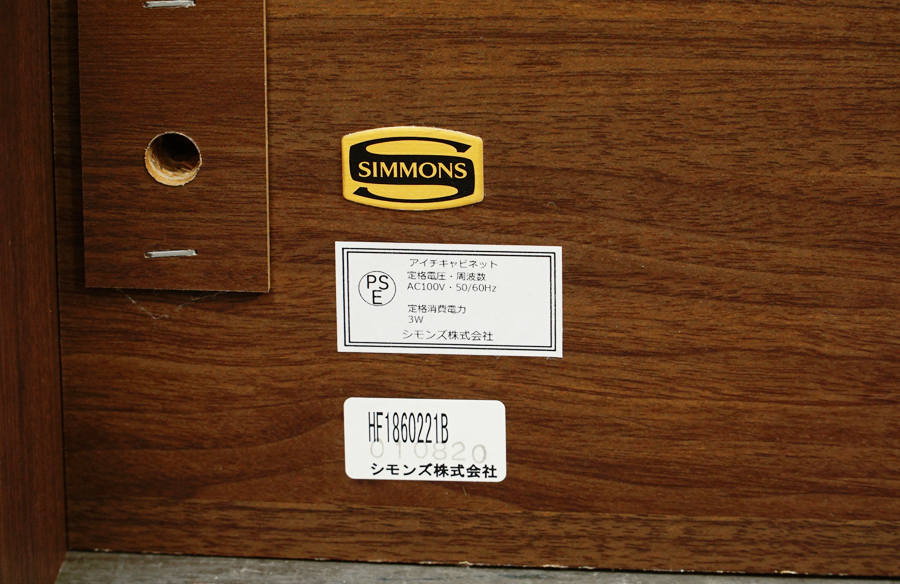 SIMMONS
アイチキャビネット
PS
E
定格電圧・周波数
AC100V・50/60Hz
定格消費電力
3W
シモンズ株式会社
HF1860221B
010820
シモンズ株式会社